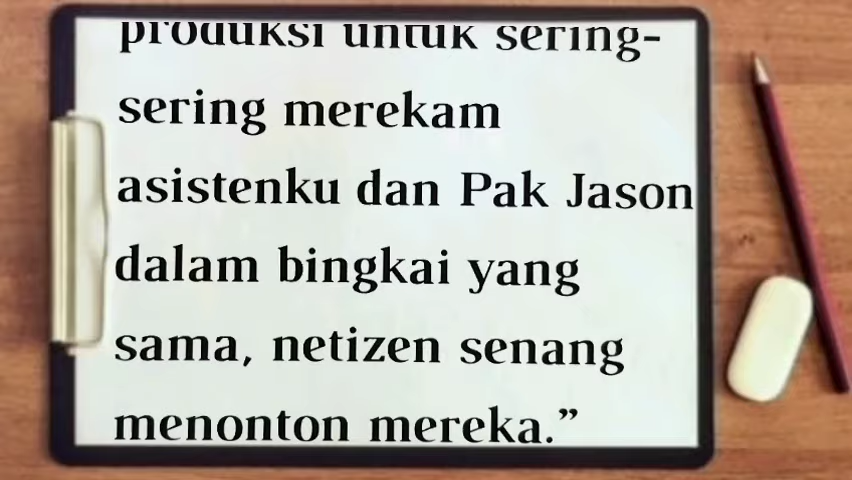 produksi untuk sering-
sering merekam
asistenku dan Pak Jason
dalam bingkai yang
sama, netizen senang
menonton mereka.”